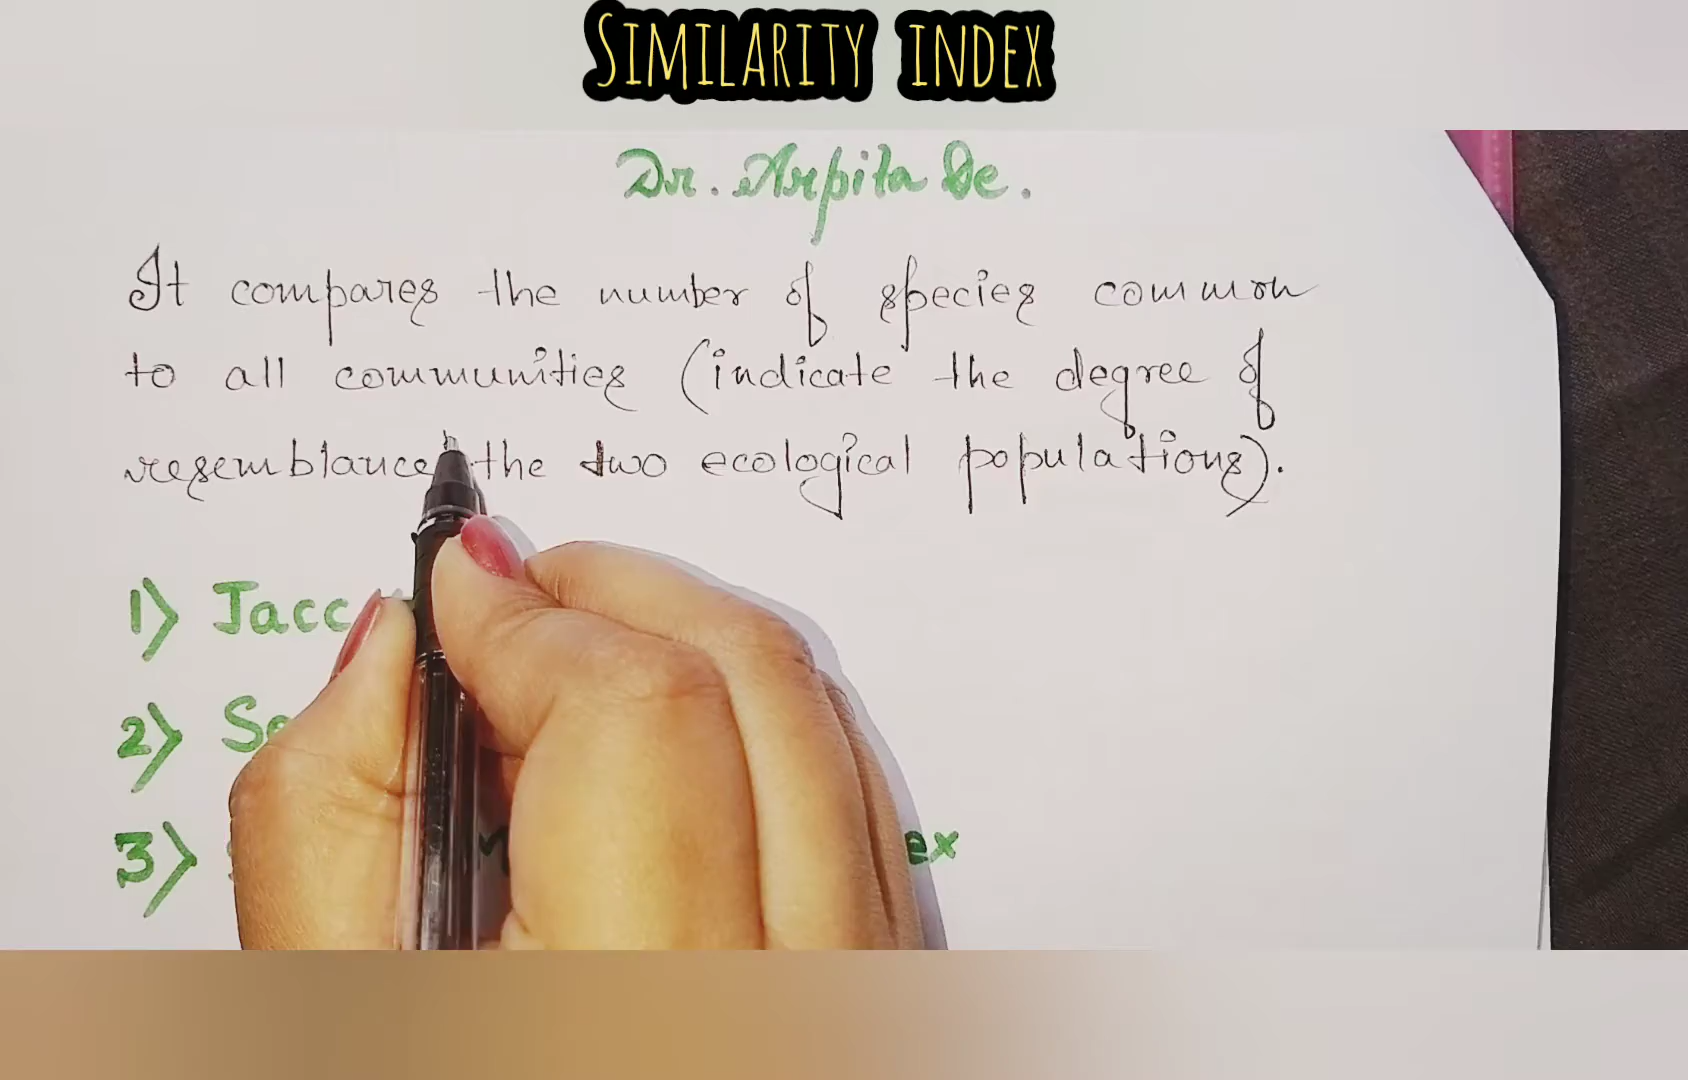 SIMILARITY INDEX
Dr. Arpita De.
It compares the number of species common
to all communities (indicate the degree of
resemblance the two ecological populations).
1) Jacc
2) S
3)
ex